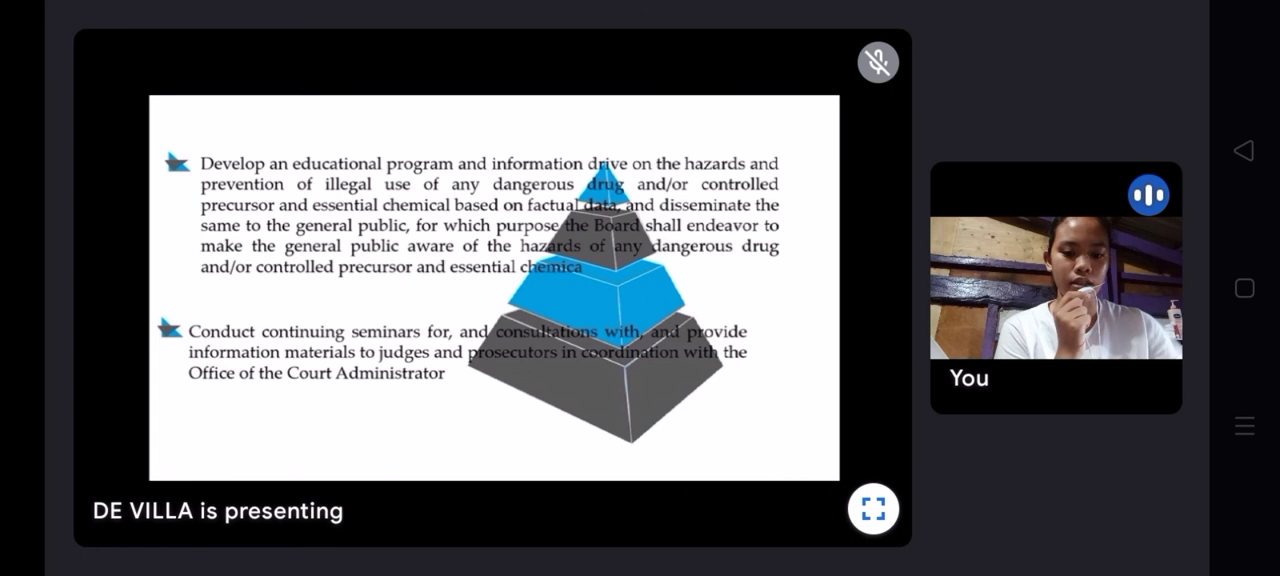 Develop an educational program and information drive on the hazards and
prevention of illegal use of any dangerous drug and/or controlled
precursor and essential chemical based on factual data, and disseminate the
same to the general public, for which purpose the Board shall endeavor to
make the general public aware of the hazards of any dangerous drug
and/or controlled precursor and essential chemica
Conduct continuing seminars for, and consultations with, and provide
information materials to judges and prosecutors in coordination with the
Office of the Court Administrator
DE VILLA is presenting
You